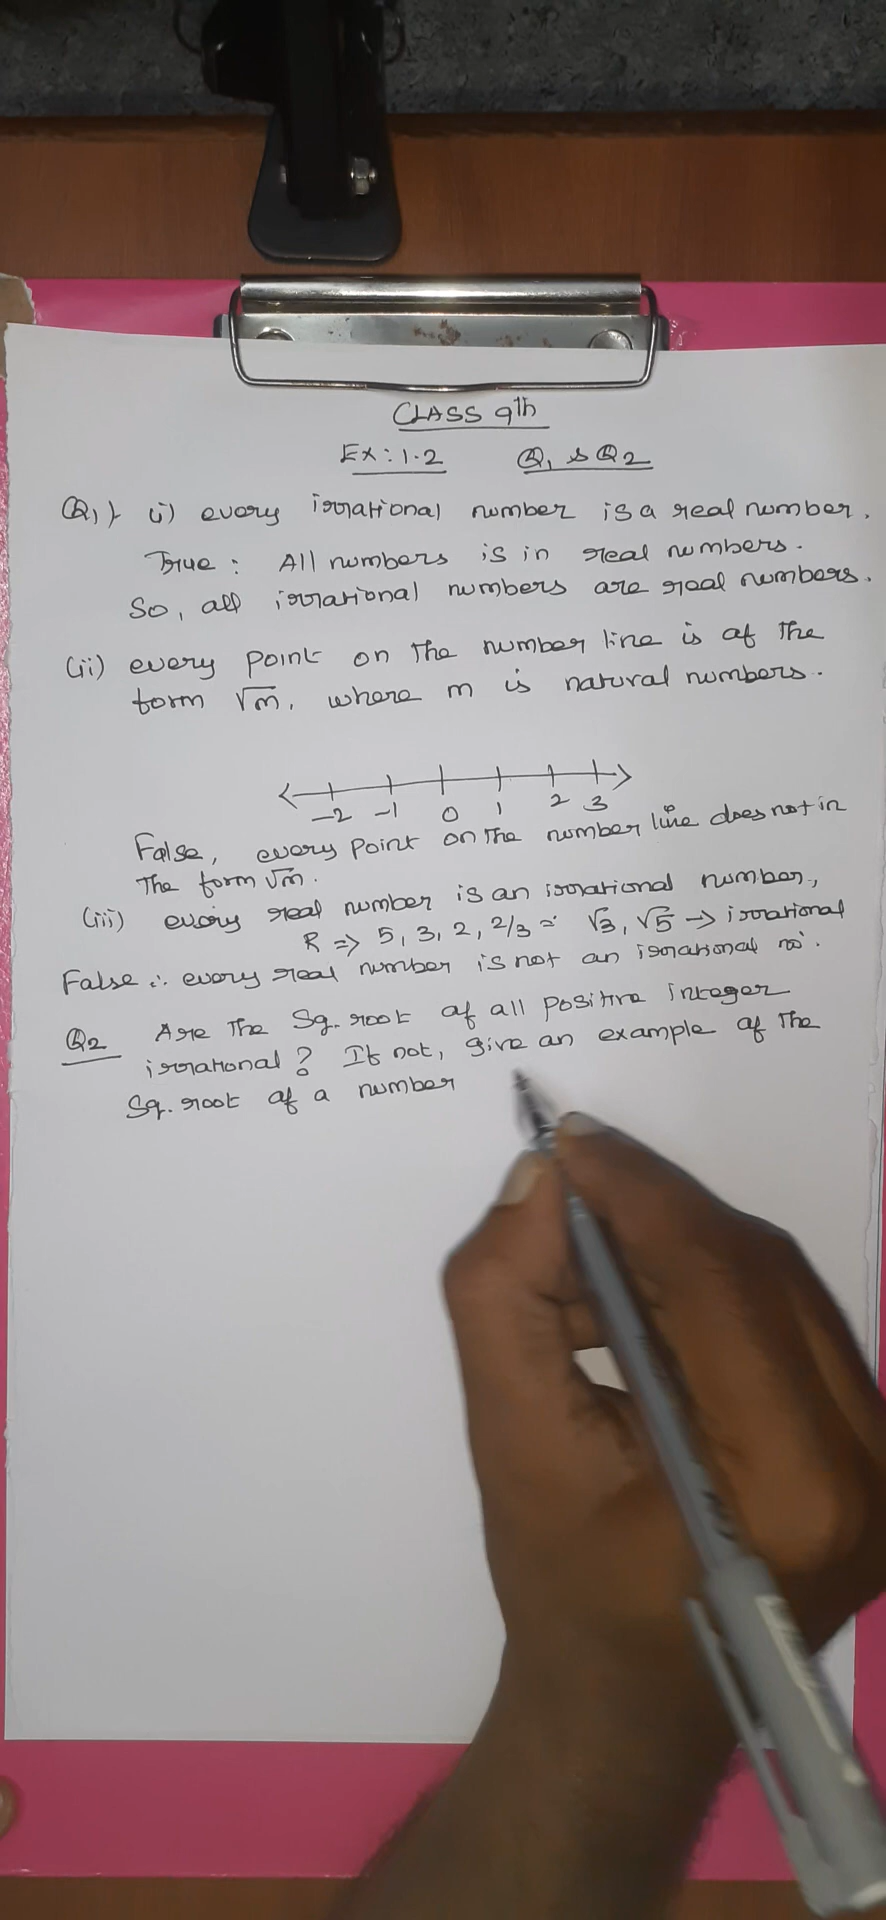 CLASS 9th
Ex: 1.2 Q1 & Q2
Q1) (i) every irrational number is a real number.
True: All numbers is in real numbers.
So, all irrational numbers are real numbers.
(ii) every point on the number line is of the
form √m, where m is natural numbers.
-2 -1 0 1 2 3
False, every point on the number line does not in
the form √m.
(iii) every real number is an irrational number,
R => 5, 3, 2, 2/3 = √3, √5 → irrational
False ∴ every real number is not an irrational no.
Q2 Are the Sq. root of all positive integer
irrational? If not, give an example of the
Sq. root of a number